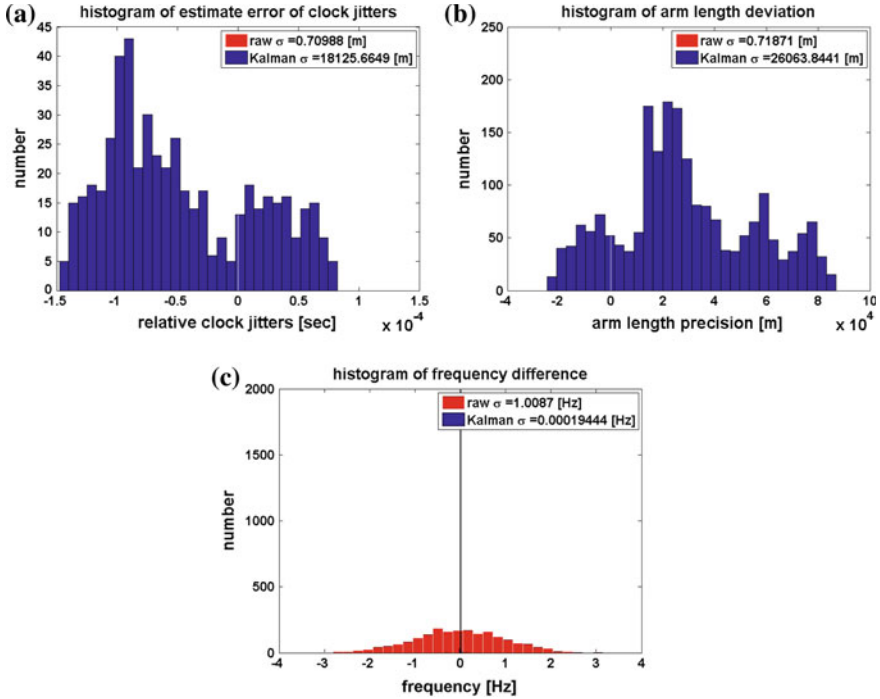 (a)
histogram of estimate error of clock jitters
raw σ =0.70988 [m]
Kalman σ =18125.6649 [m]
number
45
40
35
30
25
20
15
10
5
0
-1.5 -1 -0.5 0 0.5 1 1.5
relative clock jitters [sec]
x 10⁻⁴
(b)
histogram of arm length deviation
raw σ =0.71871 [m]
Kalman σ =26063.8441 [m]
number
250
200
150
100
50
0
-4 -2 0 2 4 6 8 10
arm length precision [m]
x 10⁴
(c)
histogram of frequency difference
raw σ =1.0087 [Hz]
Kalman σ =0.00019444 [Hz]
number
2000
1500
1000
500
0
-4 -3 -2 -1 0 1 2 3 4
frequency [Hz]